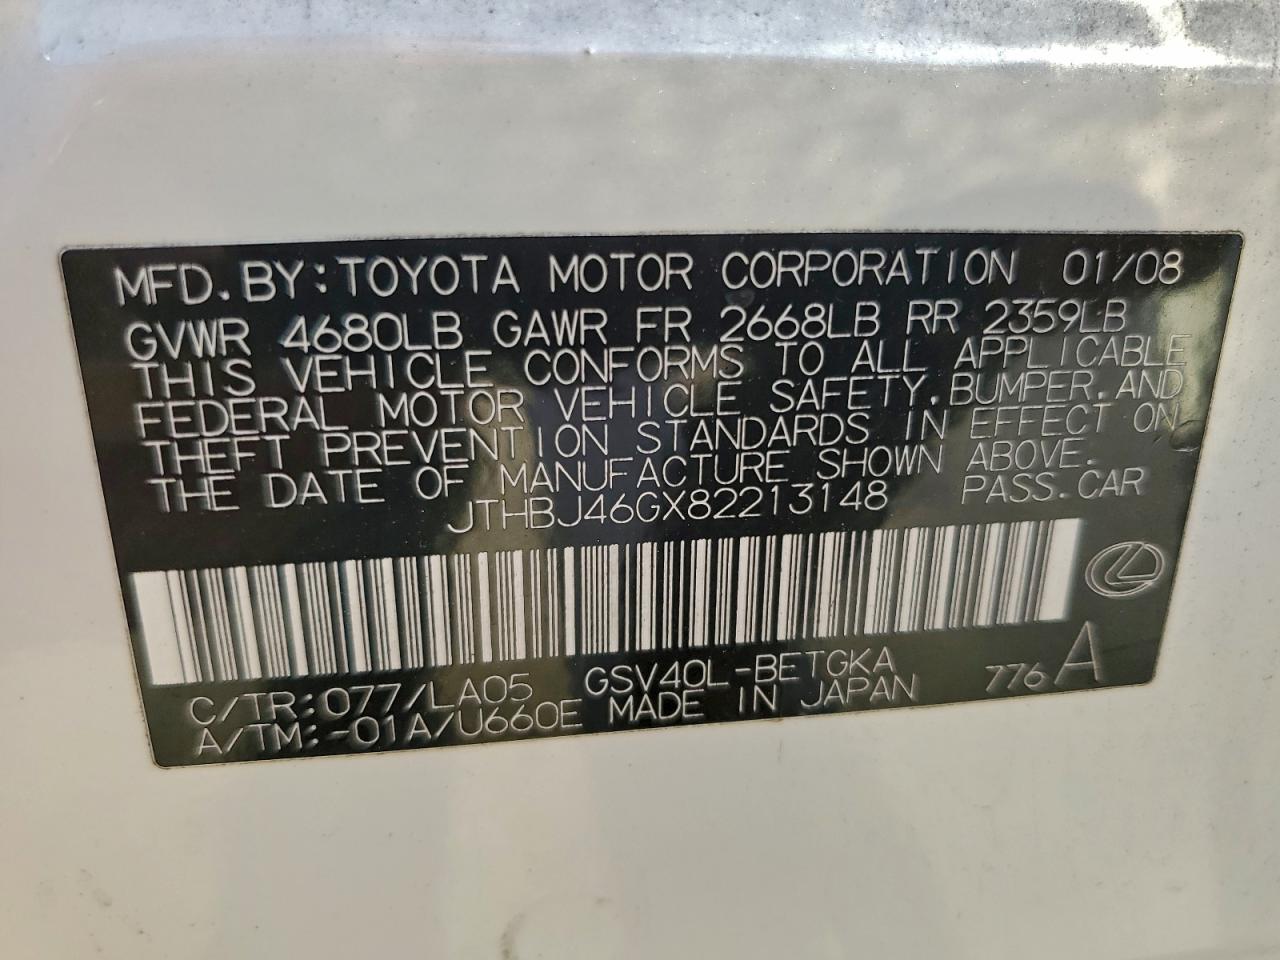 MFD. BY: TOYOTA MOTOR CORPORATION 01/08
GVWR 4680LB GAWR FR 2668LB RR 2359LB
THIS VEHICLE CONFORMS TO ALL APPLICABLE
FEDERAL MOTOR VEHICLE SAFETY, BUMPER, AND
THEFT PREVENTION STANDARDS IN EFFECT ON
THE DATE OF MANUFACTURE SHOWN ABOVE.
JTHBJ46GX82213148 PASS. CAR
C/TR:077/LA05 GSV40L-BETGKA 776A
A/TM:-01A/U660E MADE IN JAPAN